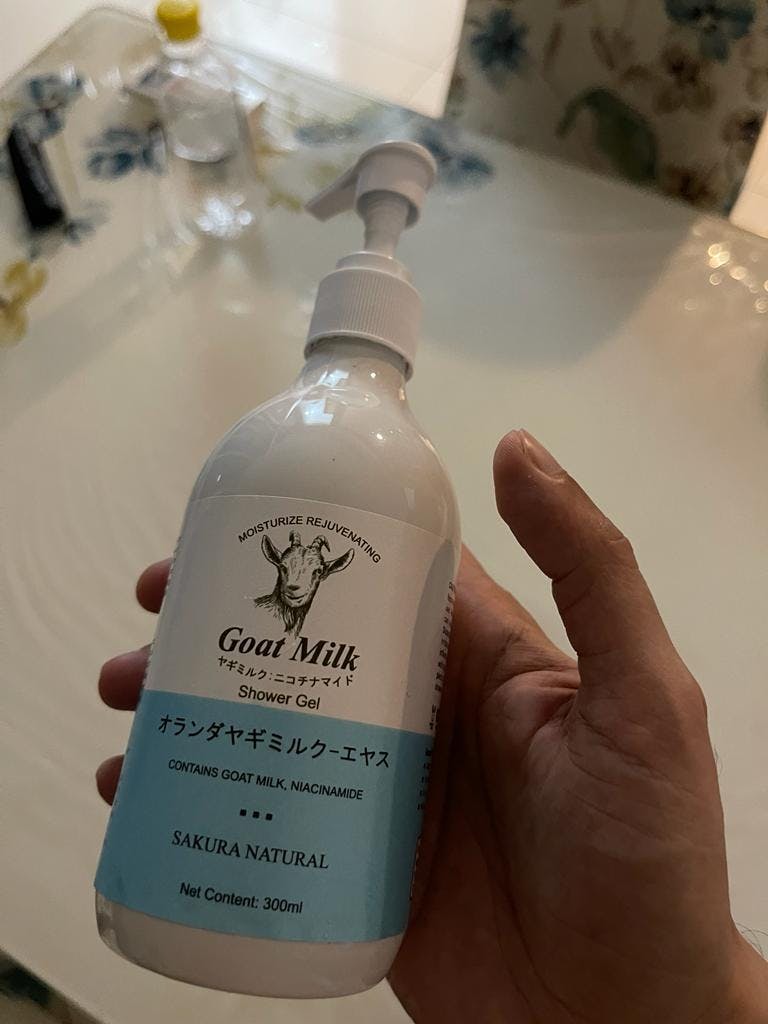 MOISTURIZE REJUVENATING
Goat Milk
ヤギミルク:ニコチナマイド
Shower Gel
オランダヤギミルクーエヤス
CONTAINS GOAT MILK, NIACINAMIDE
SAKURA NATURAL
Net Content: 300ml